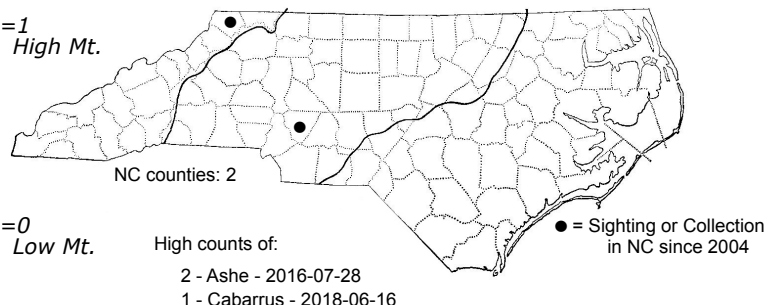 =1
High Mt.
NC counties: 2
=0
Low Mt.
High counts of:
2 - Ashe - 2016-07-28
1 - Cabarrus - 2018-06-16
● = Sighting or Collection
in NC since 2004